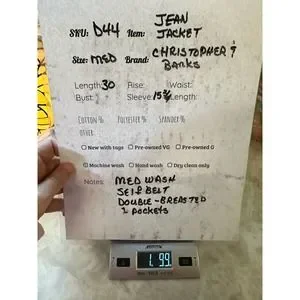 SKU: D44 Item: JEAN JACKET
Size: MED Brand: CHRISTOPHER & BANKS
Length: 30 Rise: Waist:
Bust: Sleeve: 15¾ Length:
COTTON % POLYESTER % SPANDEX %
OTHER
New with tags Pre-owned VG Pre-owned G
Machine wash Hand wash Dry clean only
Notes: MED WASH
SELF BELT
DOUBLE-BREASTED
2 POCKETS
1.99